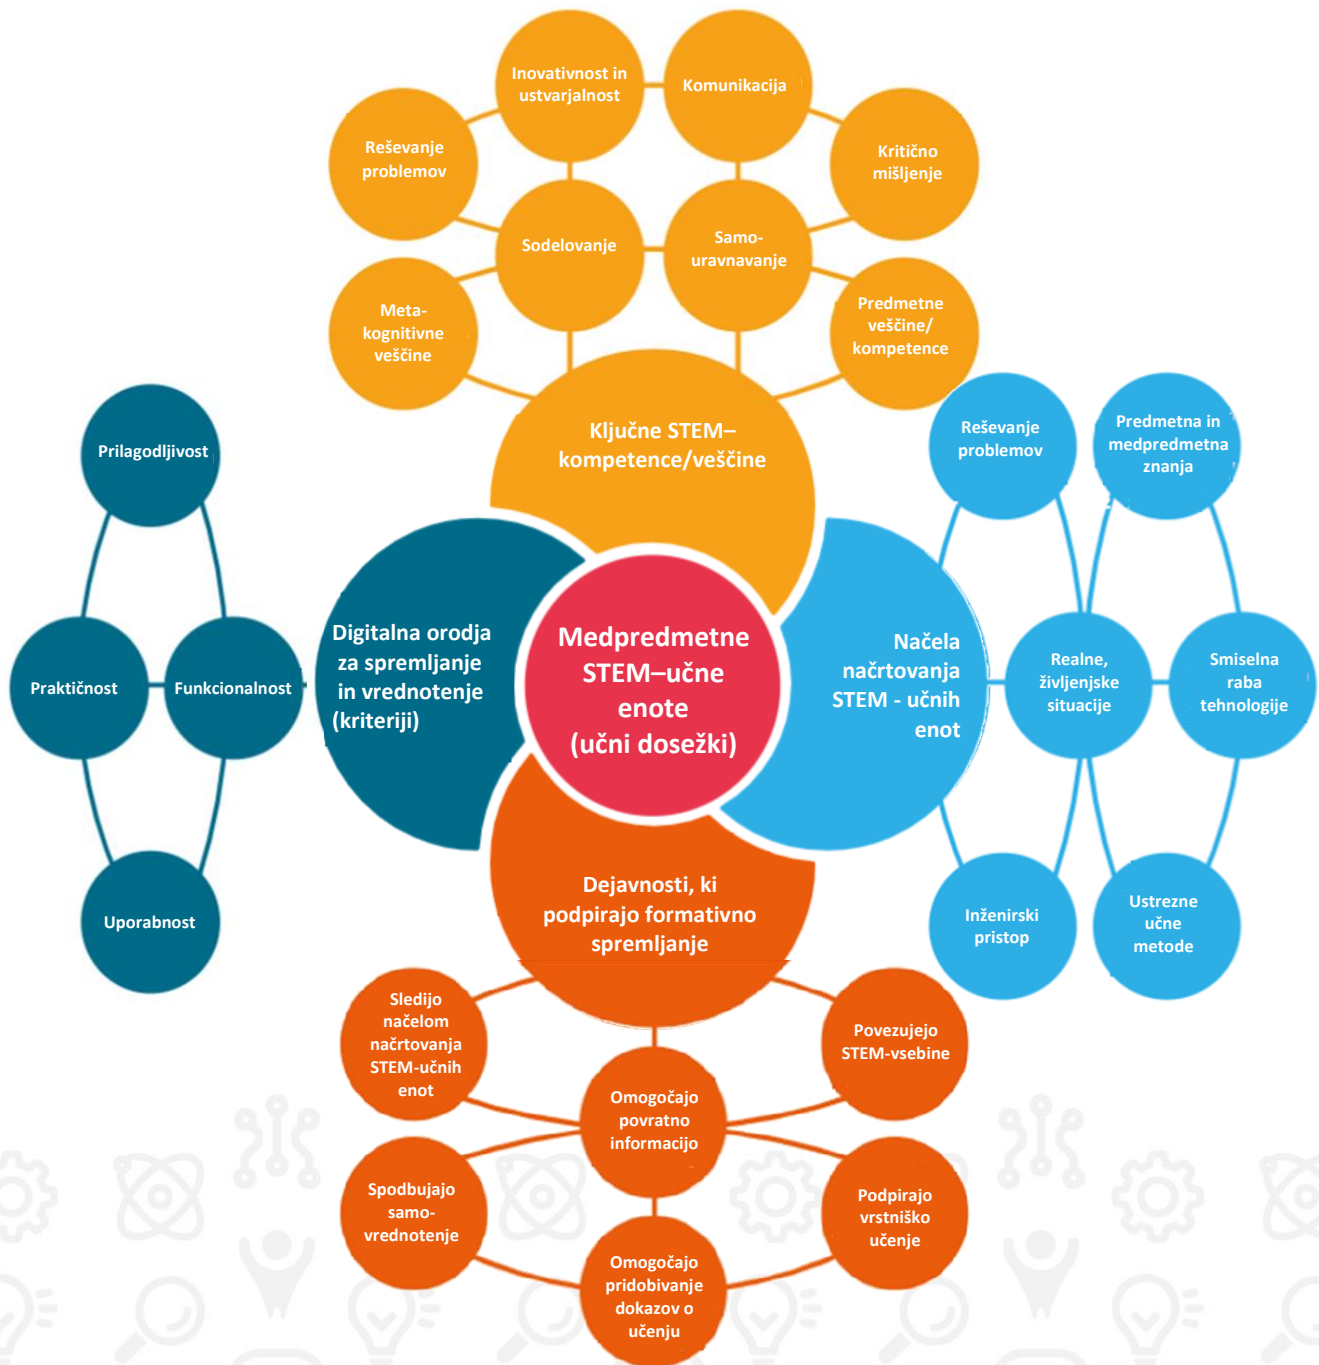 Inovativnost in
ustvarjalnost
Komunikacija
Reševanje
problemov
Kritično
mišljenje
Sodelovanje
Samo-
uravnavanje
Meta-
kognitivne
veščine
Predmetne
veščine/
kompetence
Ključne STEM–
kompetence/veščine
Prilagodljivost
Praktičnost
Funkcionalnost
Uporabnost
Digitalna orodja
za spremljanje
in vrednotenje
(kriteriji)
Medpredmetne
STEM–učne
enote
(učni dosežki)
Načela
načrtovanja
STEM - učnih
enot
Reševanje
problemov
Predmetna in
medpredmetna
znanja
Realne,
življenjske
situacije
Smiselna
raba
tehnologije
Inženirski
pristop
Ustrezne
učne
metode
Dejavnosti, ki
podpirajo formativno
spremljanje
Sledijo
načelom
načrtovanja
STEM-učnih
enot
Povezujejo
STEM-vsebine
Omogočajo
povratno
informacijo
Spodbujajo
samo-
vrednotenje
Podpirajo
vrstniško
učenje
Omogočajo
pridobivanje
dokazov o
učenju